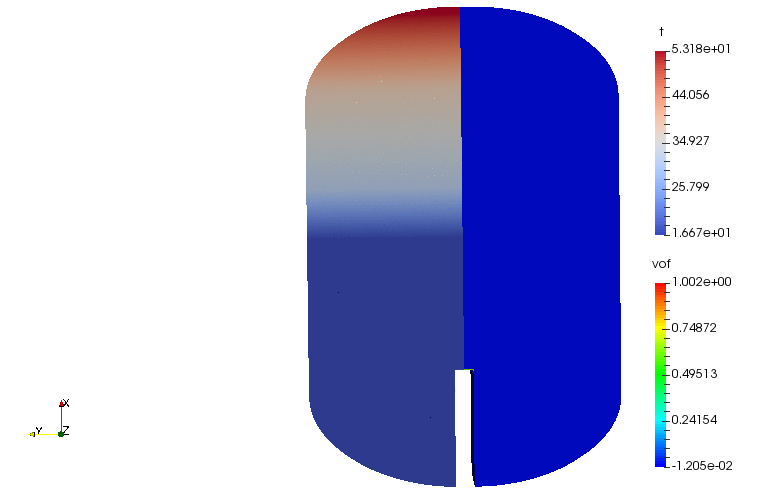 t
5.318e+01
44.056
34.927
25.799
1.667e+01
vof
1.002e+00
0.74872
0.49513
0.24154
-1.205e-02
X
Y
Z